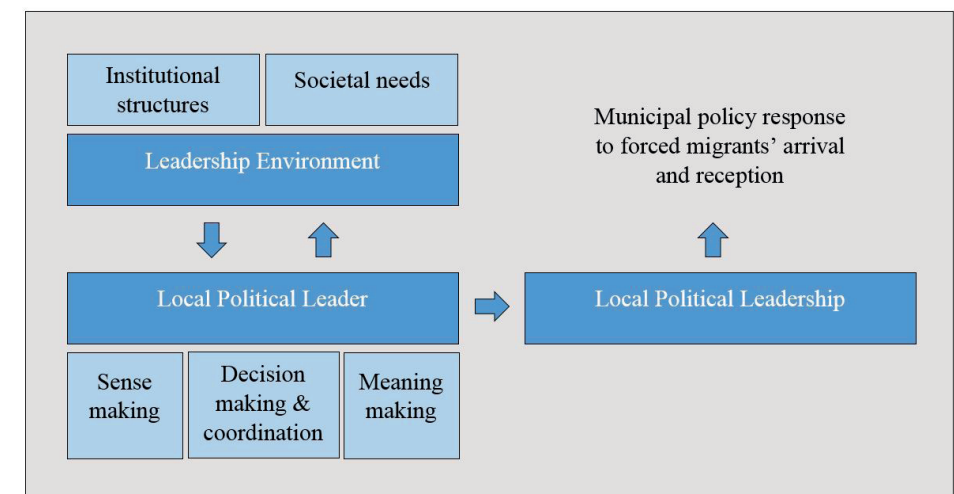 Institutional
structures
Societal needs
Leadership Environment
Municipal policy response
to forced migrants’ arrival
and reception
Local Political Leader
Local Political Leadership
Sense
making
Decision
making &
coordination
Meaning
making